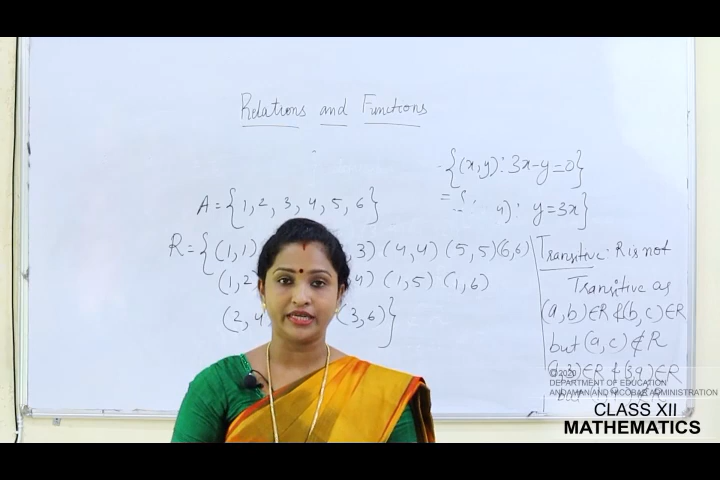 Relations and Functions
{(x,y): 3x-y=0}
A={1,2,3,4,5,6}
={ y): y=3x}
R={(1,1) ,3) (4,4) (5,5)(6,6)
(1,2 4) (1,5) (1,6)
(2,4 (3,6)}
Transitive: R is not
Transitive as
(a,b)∈R &(b,c)∈R
but (a,c)∉R
∈R & ∈R
©2020
DEPARTMENT OF EDUCATION
ANDAMAN AND NICOBAR ADMINISTRATION
CLASS XII
MATHEMATICS